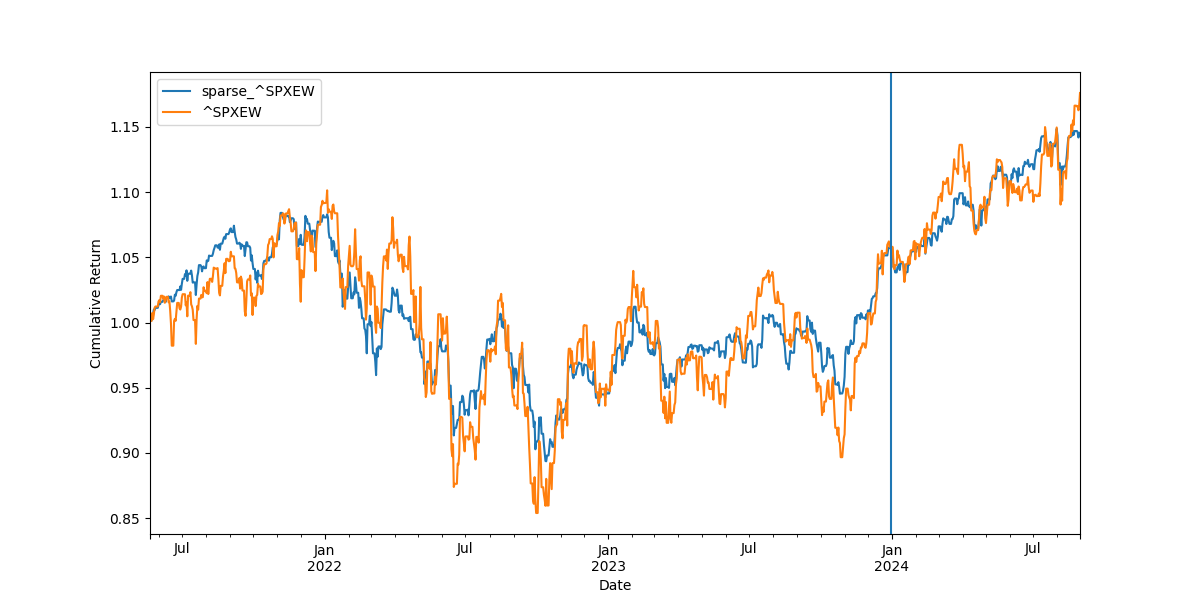 sparse_^SPXEW
^SPXEW
Cumulative Return
1.15
1.10
1.05
1.00
0.95
0.90
0.85
Jul
Jan
2022
Jul
Jan
2023
Jul
Jan
2024
Jul
Date